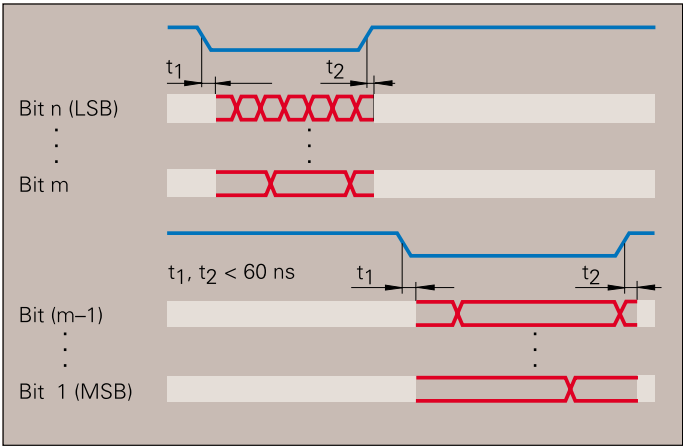 t1 t2
Bit n (LSB)
Bit m
t1, t2 < 60 ns t1 t2
Bit (m–1)
Bit 1 (MSB)